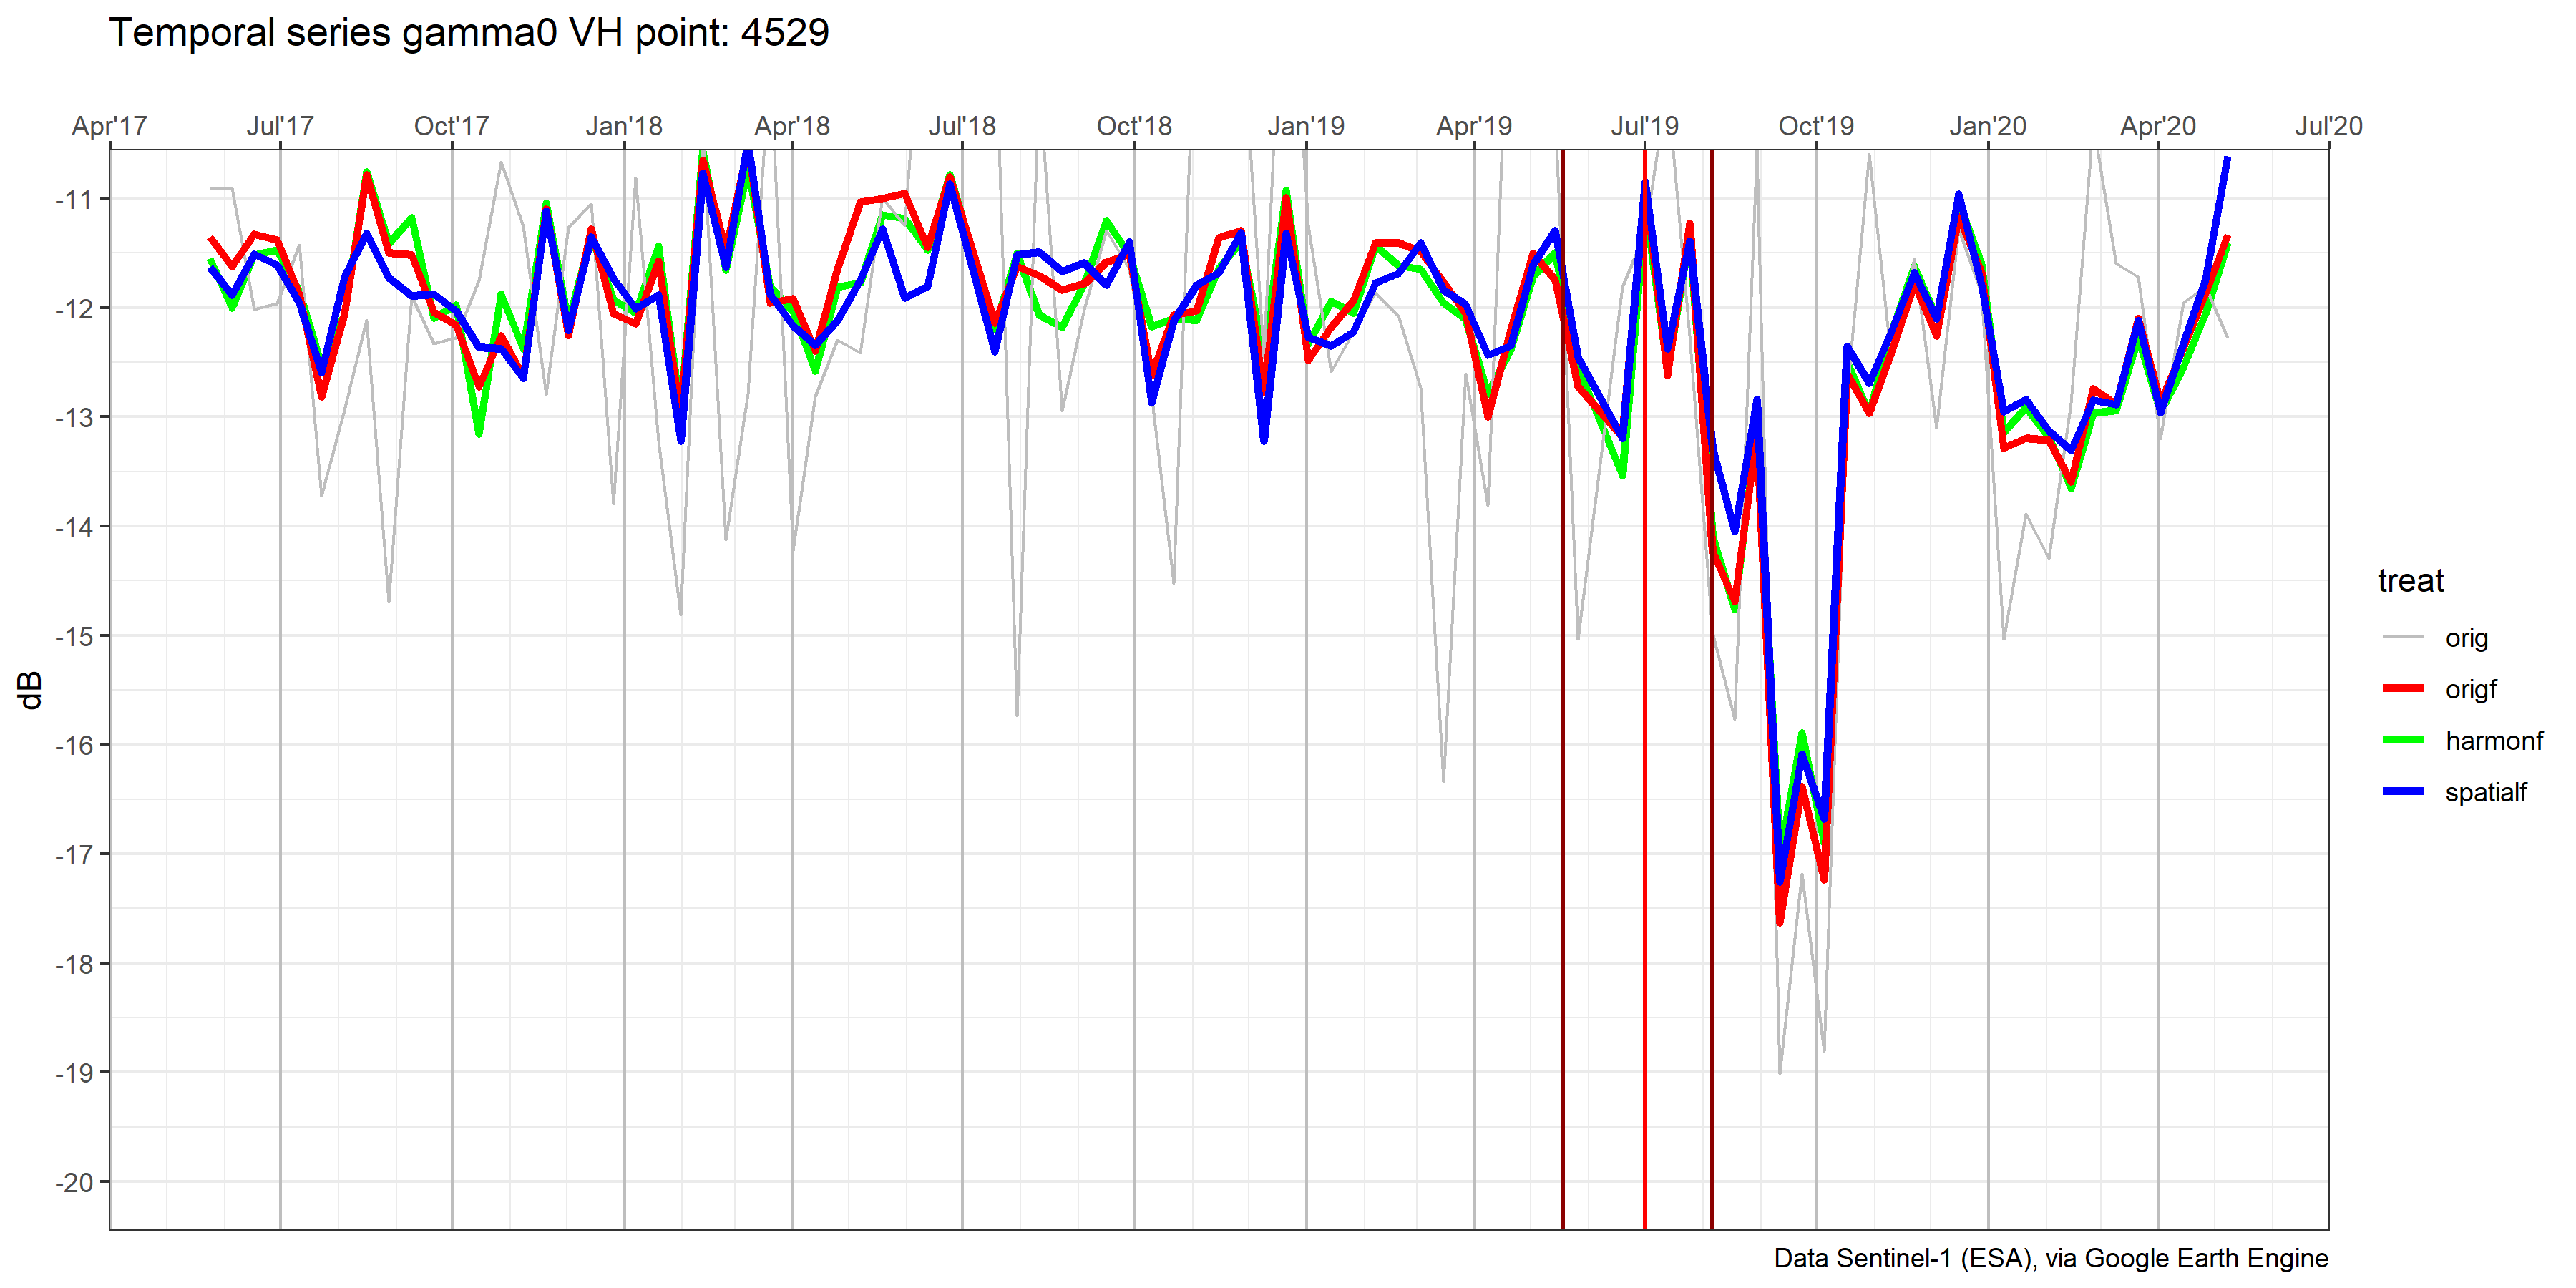 Temporal series gamma0 VH point: 4529
Apr'17 Jul'17 Oct'17 Jan'18 Apr'18 Jul'18 Oct'18 Jan'19 Apr'19 Jul'19 Oct'19 Jan'20 Apr'20 Jul'20
-11
-12
-13
-14
-15
-16
-17
-18
-19
-20
dB
treat
orig
origf
harmonf
spatialf
Data Sentinel-1 (ESA), via Google Earth Engine